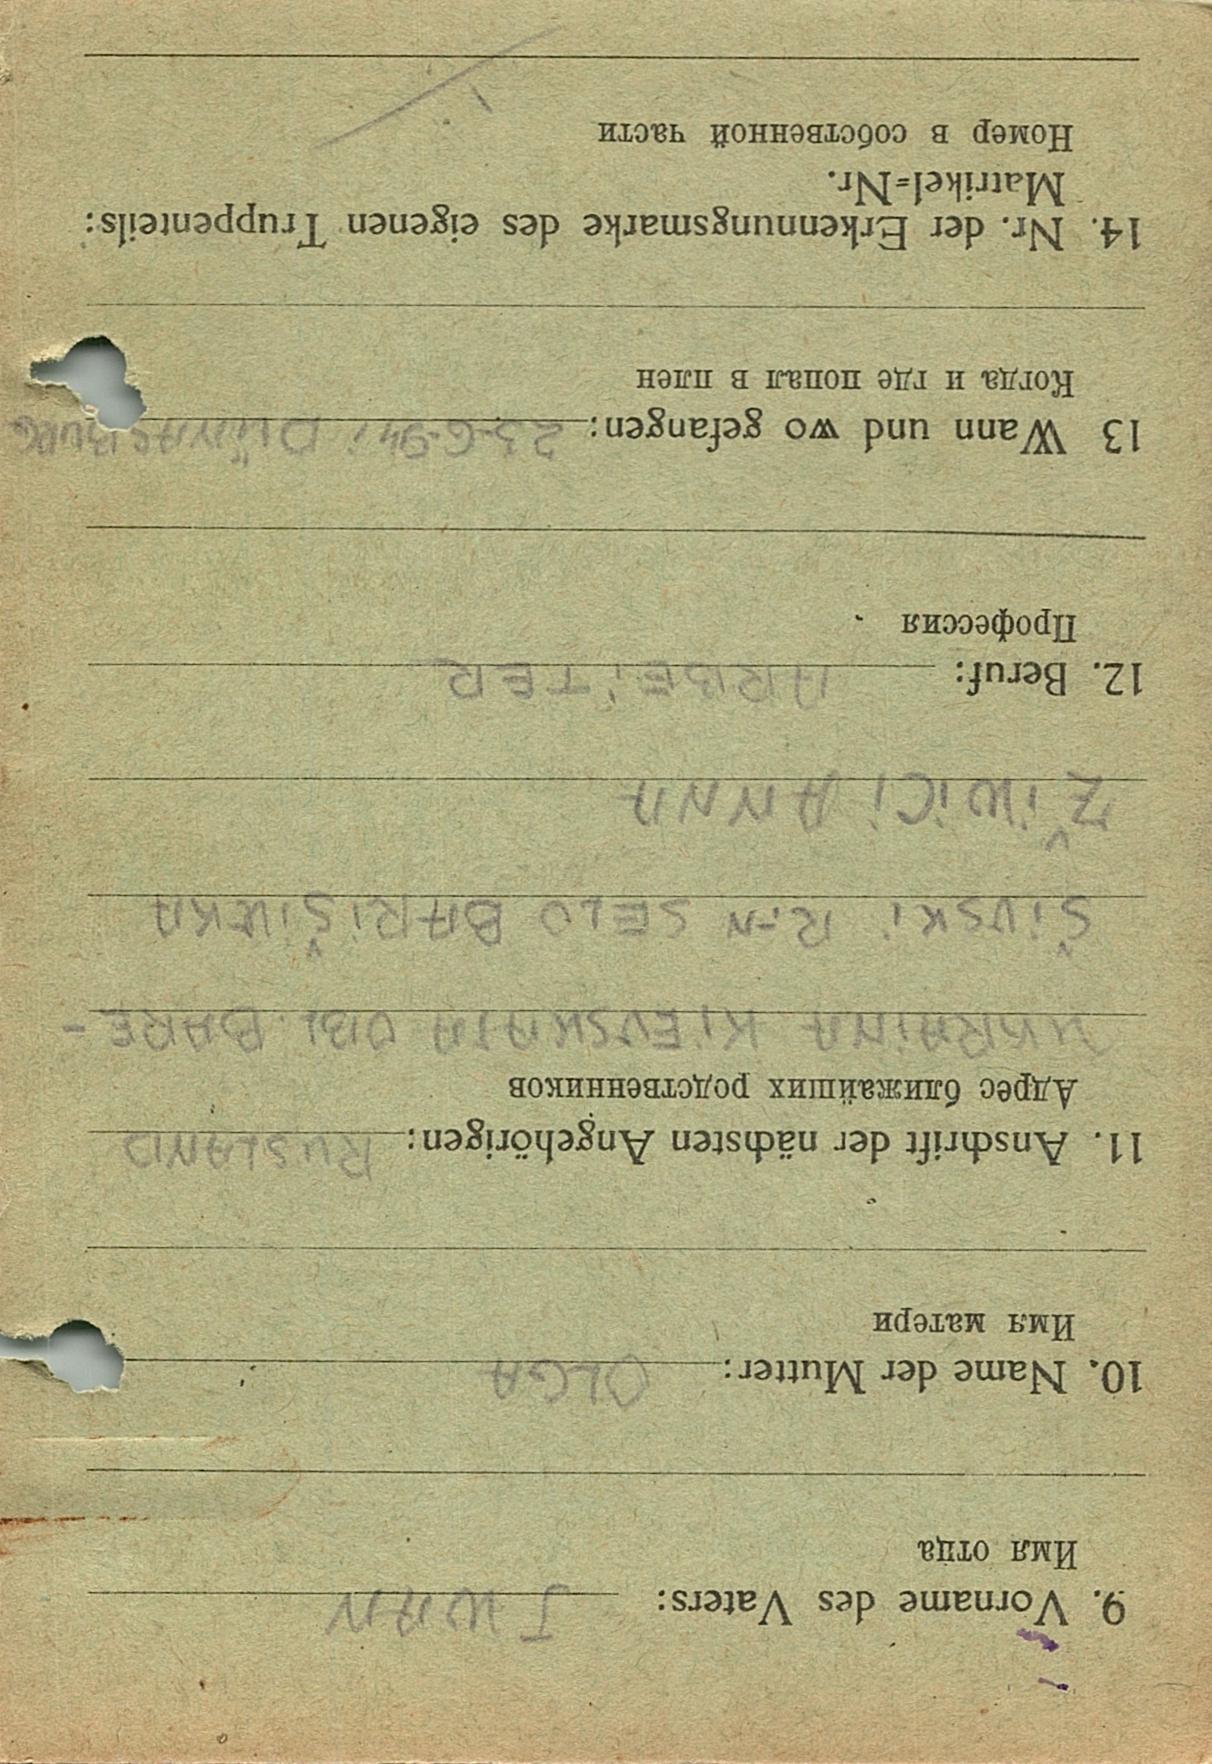 9. Vorname des Vaters: IWAN
Имя отца
10. Name der Mutter: OLGA
Имя матери
11. Anschrift der nächsten Angehörigen: RUSLAND
Адрес ближайших родственников
UKRAINA KIEVSKAJA OBL BARE-
ŠIVSKI R-N SELO BARIŠIVKA
ŽIWICI ANNA
12. Beruf: ARBEITER
Профессия
13 Wann und wo gefangen: 23-6-941 DÜNASBURG
Когда и где попал в плен
14. Nr. der Erkennungsmarke des eigenen Truppenteils:
Matrikel=Nr.
Номер в собственной части